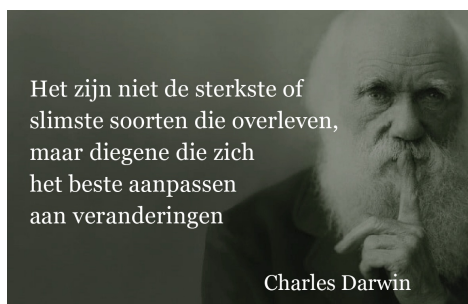 Het zijn niet de sterkste of
slimste soorten die overleven,
maar diegene die zich
het beste aanpassen
aan veranderingen
Charles Darwin